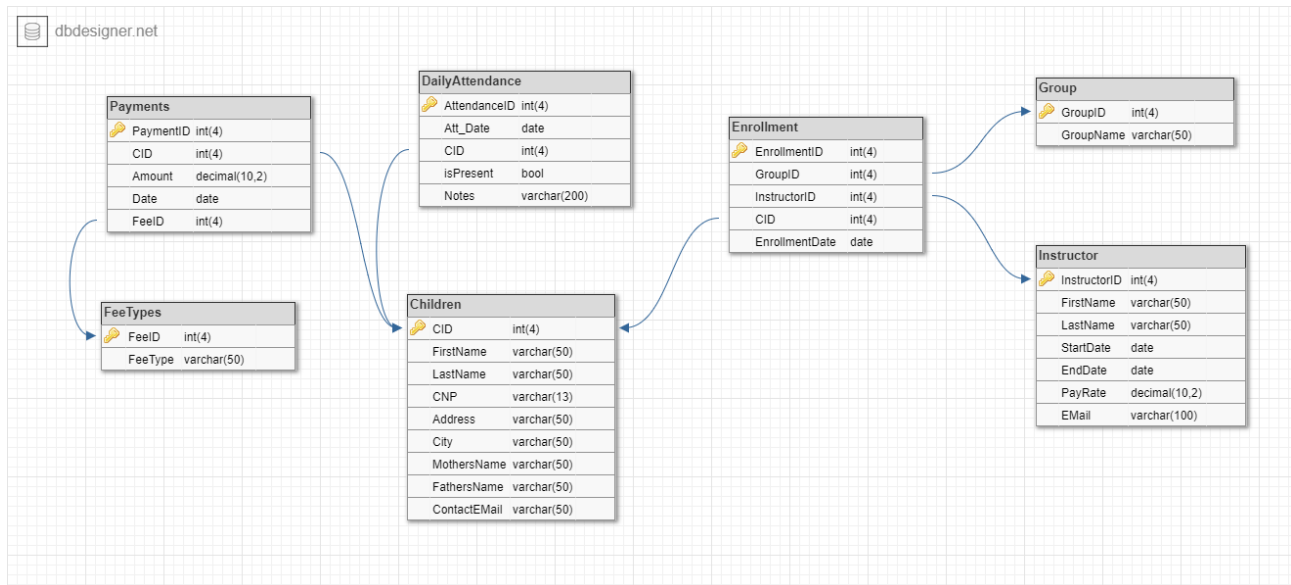 dbdesigner.net
Payments
PaymentID int(4)
CID int(4)
Amount decimal(10,2)
Date date
FeeID int(4)
FeeTypes
FeeID int(4)
FeeType varchar(50)
DailyAttendance
AttendanceID int(4)
Att_Date date
CID int(4)
isPresent bool
Notes varchar(200)
Children
CID int(4)
FirstName varchar(50)
LastName varchar(50)
CNP varchar(13)
Address varchar(50)
City varchar(50)
MothersName varchar(50)
FathersName varchar(50)
ContactEMail varchar(50)
Enrollment
EnrollmentID int(4)
GroupID int(4)
InstructorID int(4)
CID int(4)
EnrollmentDate date
Group
GroupID int(4)
GroupName varchar(50)
Instructor
InstructorID int(4)
FirstName varchar(50)
LastName varchar(50)
StartDate date
EndDate date
PayRate decimal(10,2)
EMail varchar(100)